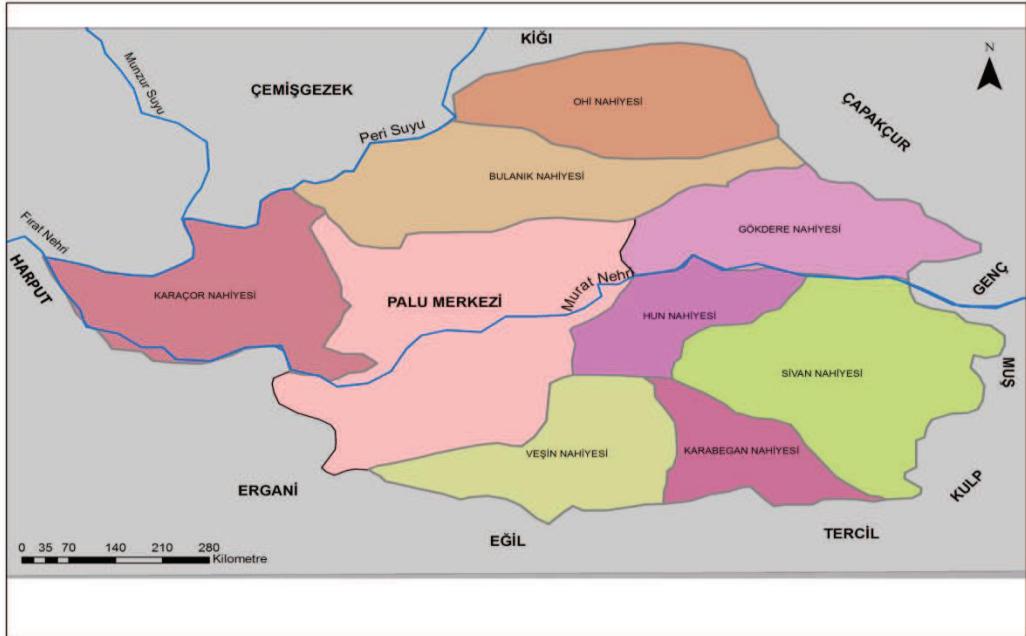 KİĞI
N
Munzur Suyu
ÇEMİŞGEZEK
OHİ NAHİYESİ
ÇAPAKÇUR
Peri Suyu
BULANIK NAHİYESİ
GÖKDERE NAHİYESİ
Fırat Nehri
HARPUT
KARAÇOR NAHİYESİ
PALU MERKEZİ
Murat Nehri
GENÇ
HUN NAHİYESİ
MUŞ
SİVAN NAHİYESİ
VEŞİN NAHİYESİ
KARABEGAN NAHİYESİ
ERGANİ
KULP
EĞİL
TERCİL
0 35 70 140 210 280
Kilometre